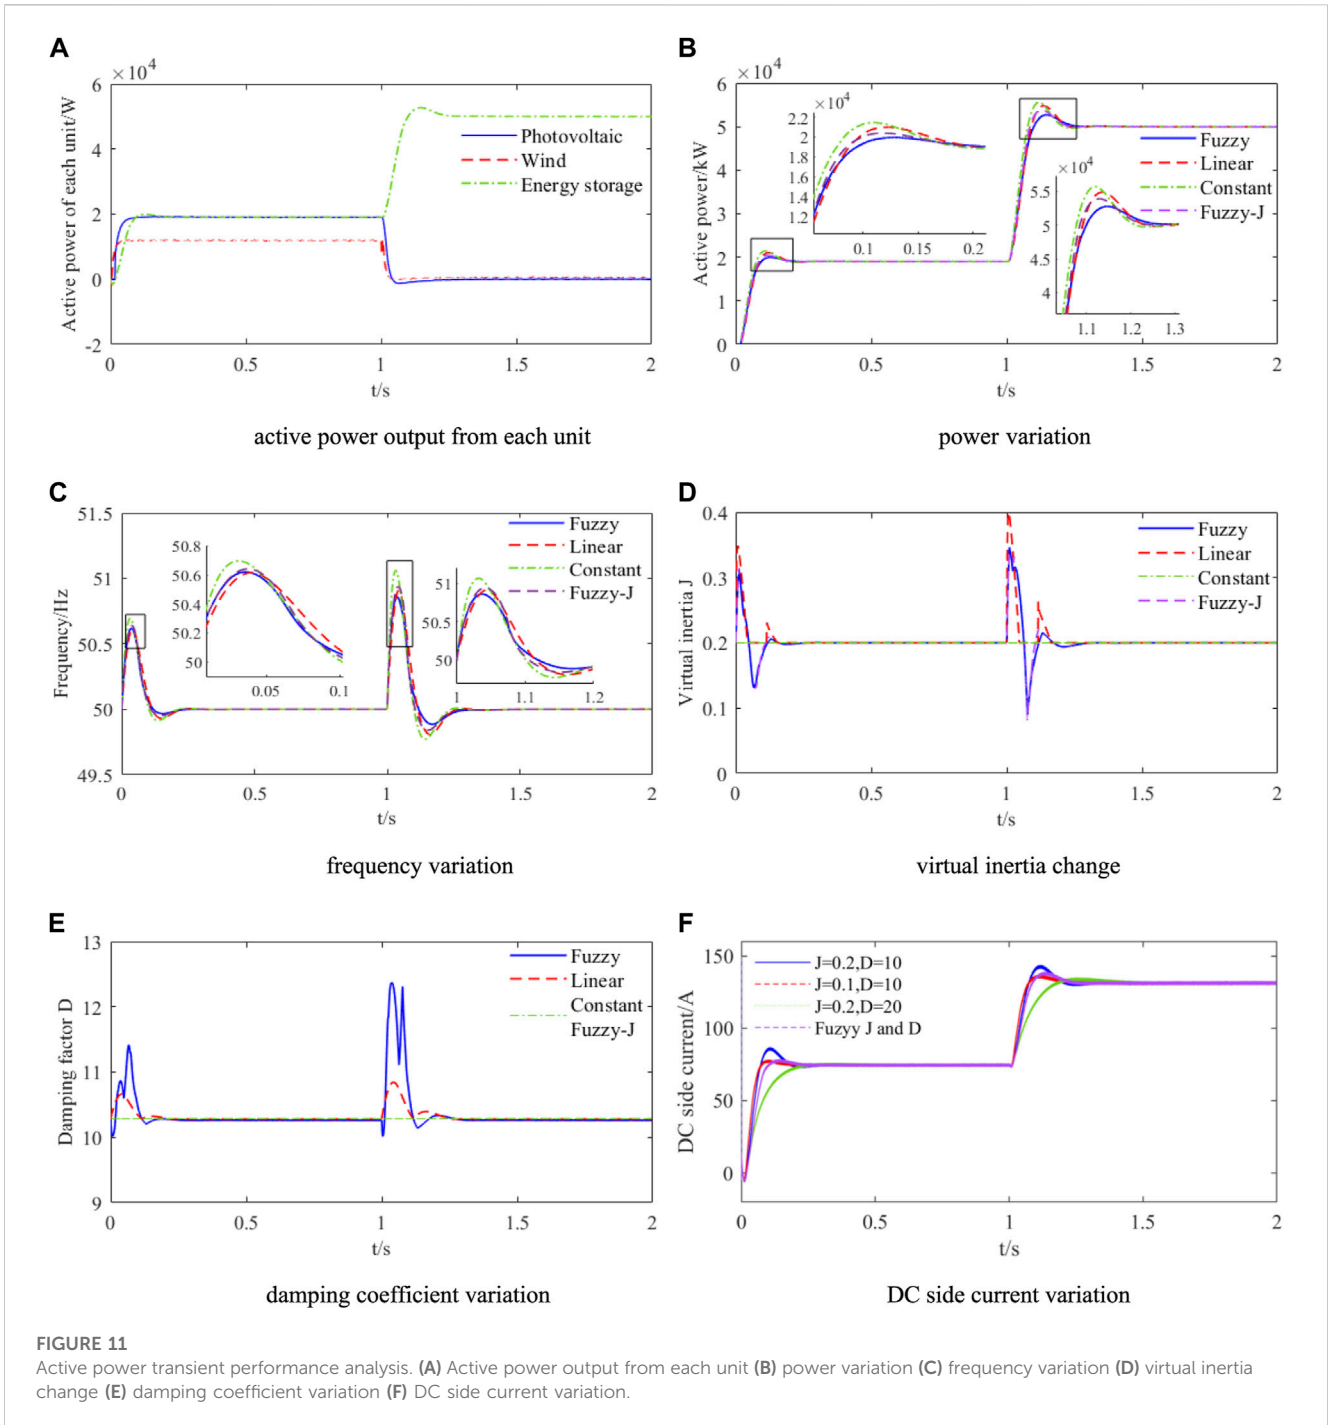 A
×10⁴
Active power of each unit/W
6
4
2
0
-2
Photovoltaic
Wind
Energy storage
0 0.5 1 1.5 2
t/s
active power output from each unit
B
×10⁴
Active power/kW
6
5
4
3
2
1
0
×10⁴
2.2
2
1.8
1.6
1.4
1.2
0.1 0.15 0.2
Fuzzy
Linear
Constant
Fuzzy-J
×10⁴
5.5
5
4.5
4
1.1 1.2 1.3
0 0.5 1 1.5 2
t/s
power variation
C
Frequency/Hz
51.5
51
50.5
50
49.5
50.8
50.6
50.4
50.2
50
0.05 0.1
Fuzzy
Linear
Constant
Fuzzy-J
51
50.5
50
1 1.1 1.2
0 0.5 1 1.5 2
t/s
frequency variation
D
Virtual inertia J
0.4
0.3
0.2
0.1
0
Fuzzy
Linear
Constant
Fuzzy-J
0 0.5 1 1.5 2
t/s
virtual inertia change
E
Damping factor D
13
12
11
10
9
Fuzzy
Linear
Constant
Fuzzy-J
0 0.5 1 1.5 2
t/s
damping coefficient variation
F
DC side current/A
150
100
50
0
J=0.2,D=10
J=0.1,D=10
J=0.2,D=20
Fuzyy J and D
0 0.5 1 1.5 2
t/s
DC side current variation
FIGURE 11
Active power transient performance analysis. (A) Active power output from each unit (B) power variation (C) frequency variation (D) virtual inertia
change (E) damping coefficient variation (F) DC side current variation.